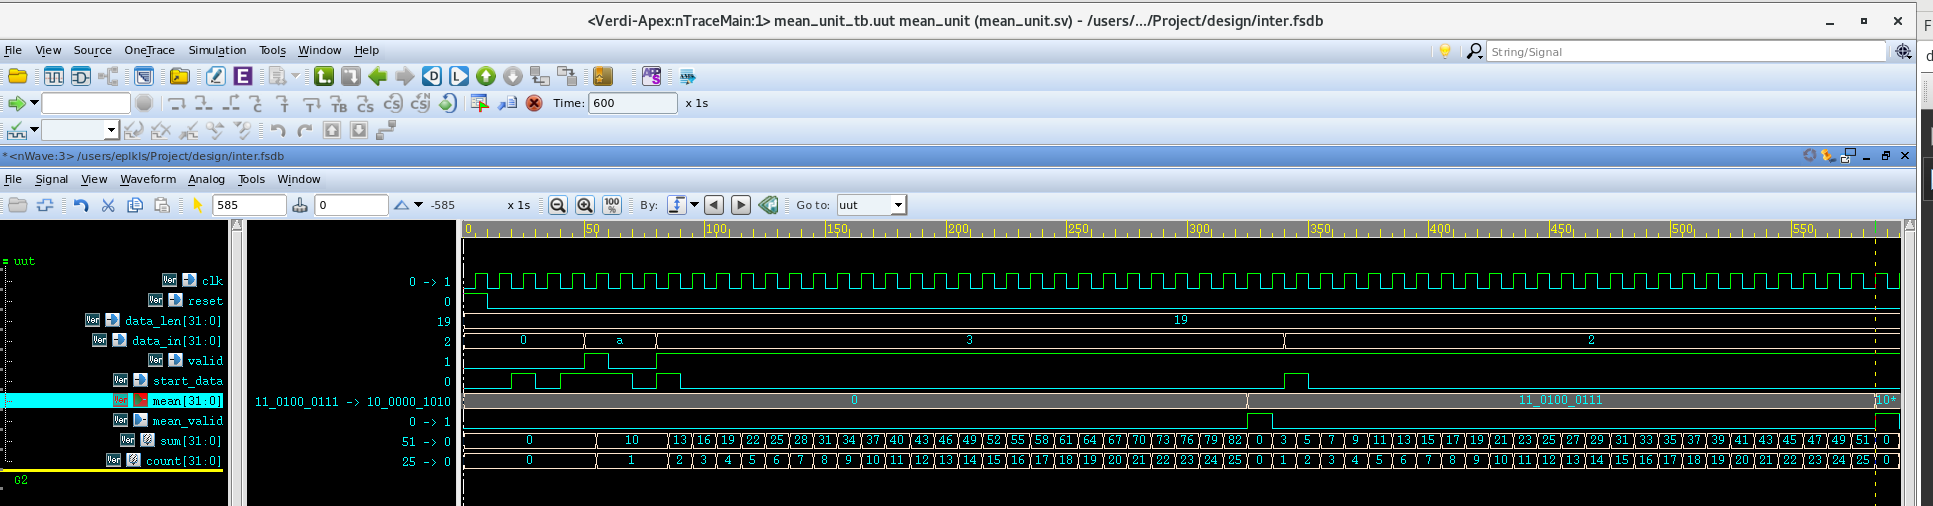 <Verdi-Apex:nTraceMain:1> mean_unit_tb.uut mean_unit (mean_unit.sv) - /users/.../Project/design/inter.fsdb
File View Source OneTrace Simulation Tools Window Help
String/Signal
Time: 600 x 1s
*<nWave:3> /users/eplkls/Project/design/inter.fsdb
File Signal View Waveform Analog Tools Window
585 0 -585 x 1s 100% By: Go to: uut
0 50 100 150 200 250 300 350 400 450 500 550
uut
clk 0 -> 1
reset 0
data_len[31:0] 19 19
data_in[31:0] 2 0 a 3 2
valid 1
start_data 0
mean[31:0] 11_0100_0111 -> 10_0000_1010 0 11_0100_0111 10*
mean_valid 0 -> 1
sum[31:0] 51 -> 0 0 10 13 16 19 22 25 28 31 34 37 40 43 46 49 52 55 58 61 64 67 70 73 76 79 82 0 3 5 7 9 11 13 15 17 19 21 23 25 27 29 31 33 35 37 39 41 43 45 47 49 51 0
count[31:0] 25 -> 0 0 1 2 3 4 5 6 7 8 9 10 11 12 13 14 15 16 17 18 19 20 21 22 23 24 25 0 1 2 3 4 5 6 7 8 9 10 11 12 13 14 15 16 17 18 19 20 21 22 23 24 25 0
G2